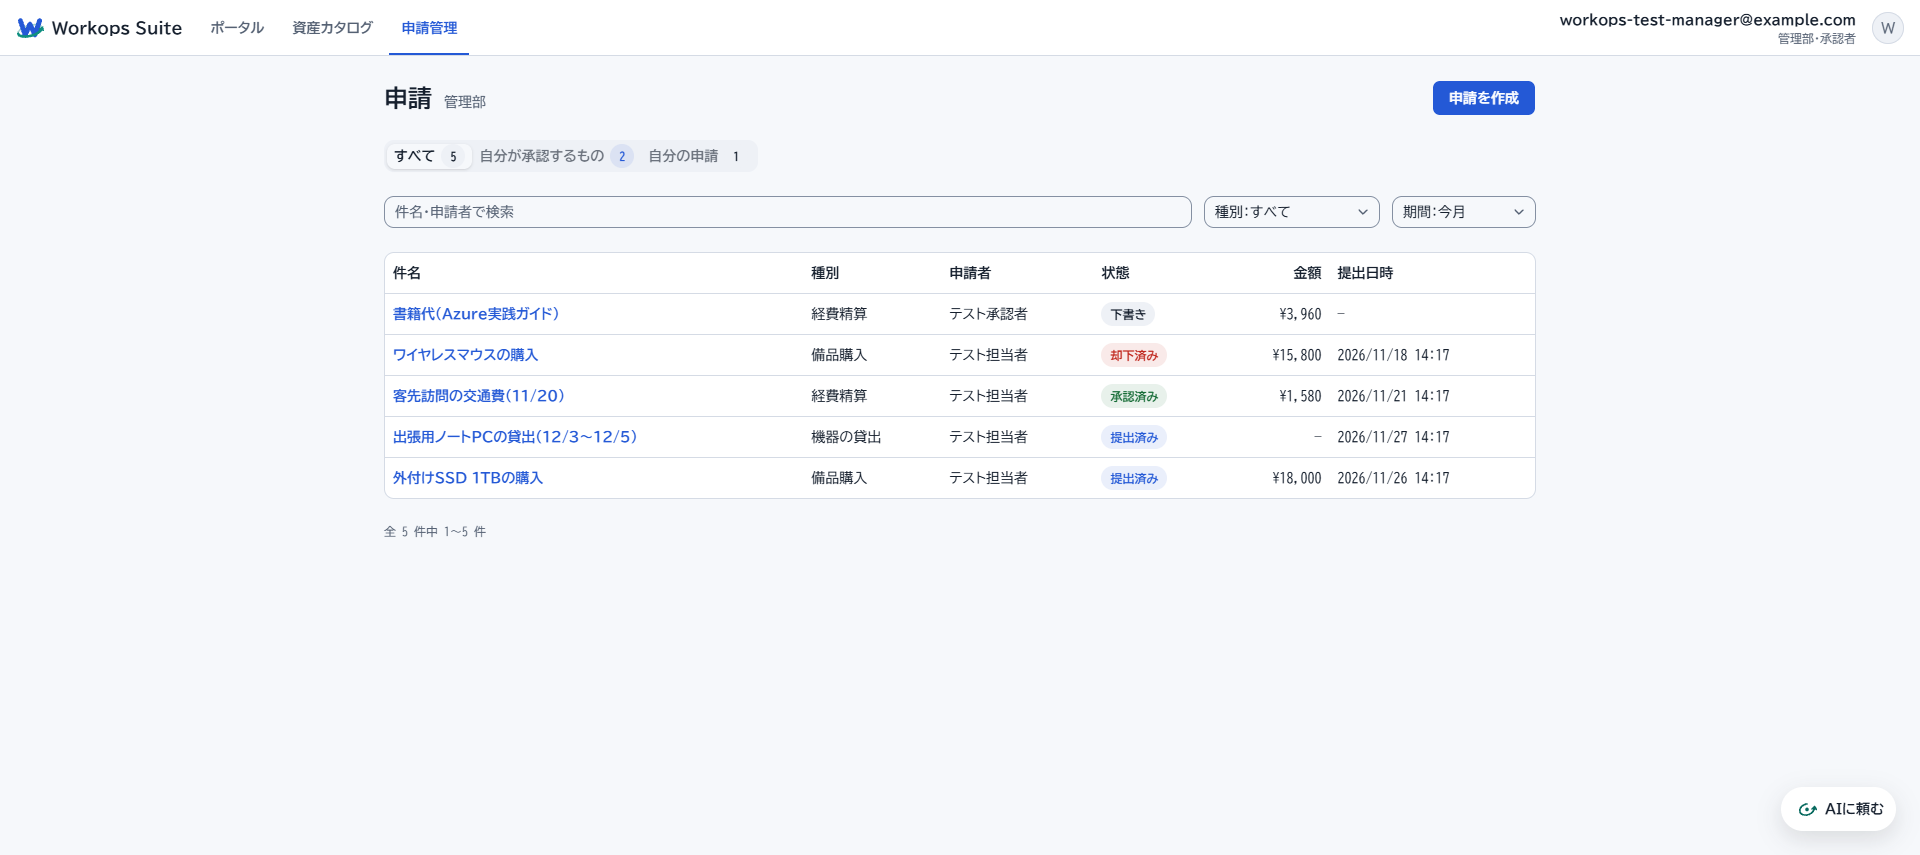 Workops Suite ポータル 資産カタログ 申請管理 workops-test-manager@example.com W
管理部・承認者
申請 管理部 申請を作成
すべて 5 自分が承認するもの 2 自分の申請 1
件名・申請者で検索 種別：すべて 期間：今月
件名 種別 申請者 状態 金額 提出日時
書籍代（Azure実践ガイド） 経費精算 テスト承認者 下書き ¥3,960 –
ワイヤレスマウスの購入 備品購入 テスト担当者 却下済み ¥15,800 2026/11/18 14:17
客先訪問の交通費（11/20） 経費精算 テスト担当者 承認済み ¥1,580 2026/11/21 14:17
出張用ノートPCの貸出（12/3〜12/5） 機器の貸出 テスト担当者 提出済み – 2026/11/27 14:17
外付けSSD 1TBの購入 備品購入 テスト担当者 提出済み ¥18,000 2026/11/26 14:17
全 5 件中 1〜5 件
AIに頼む